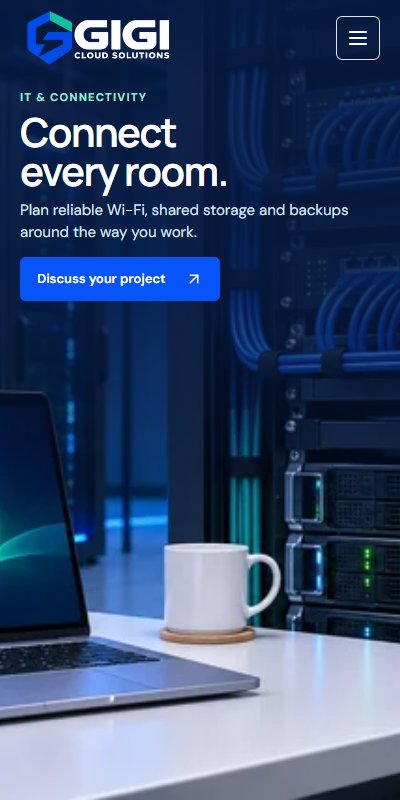 GIGI
CLOUD SOLUTIONS
IT & CONNECTIVITY
Connect
every room.
Plan reliable Wi-Fi, shared storage and backups
around the way you work.
Discuss your project